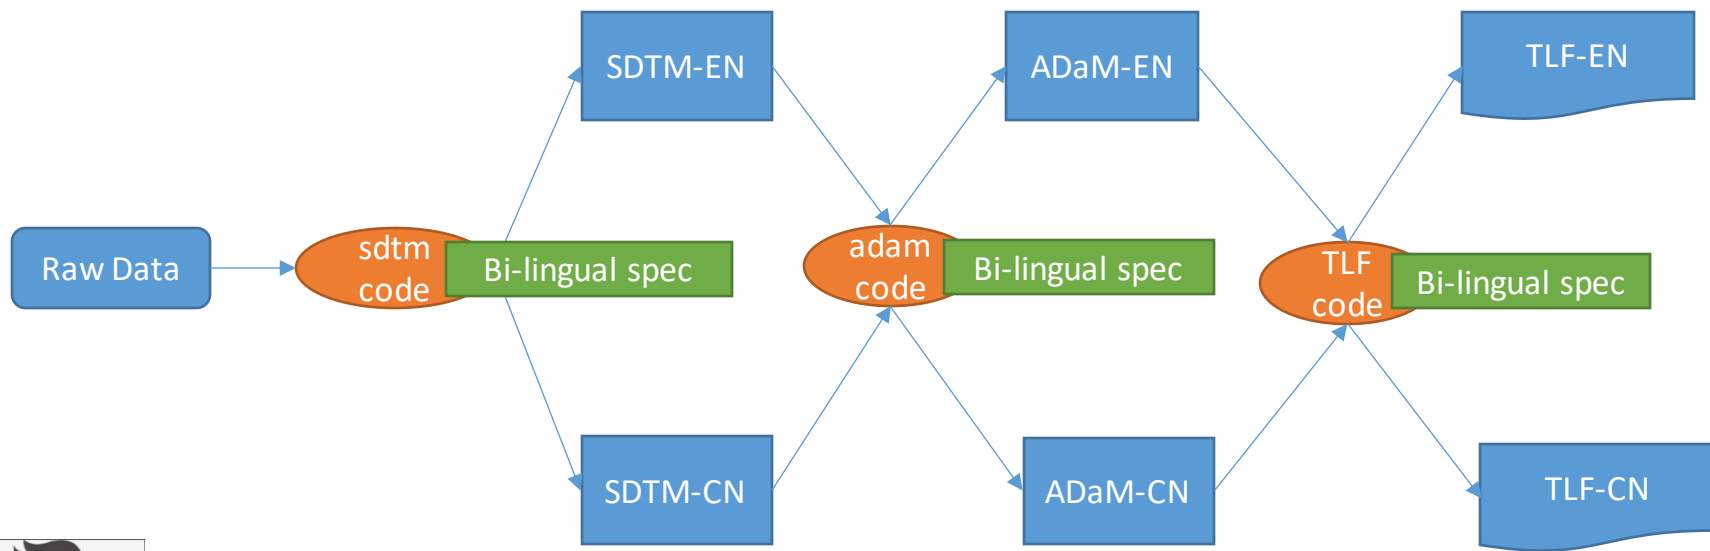 SDTM-EN
ADaM-EN
TLF-EN
Raw Data
sdtm
code
Bi-lingual spec
adam
code
Bi-lingual spec
TLF
code
Bi-lingual spec
SDTM-CN
ADaM-CN
TLF-CN